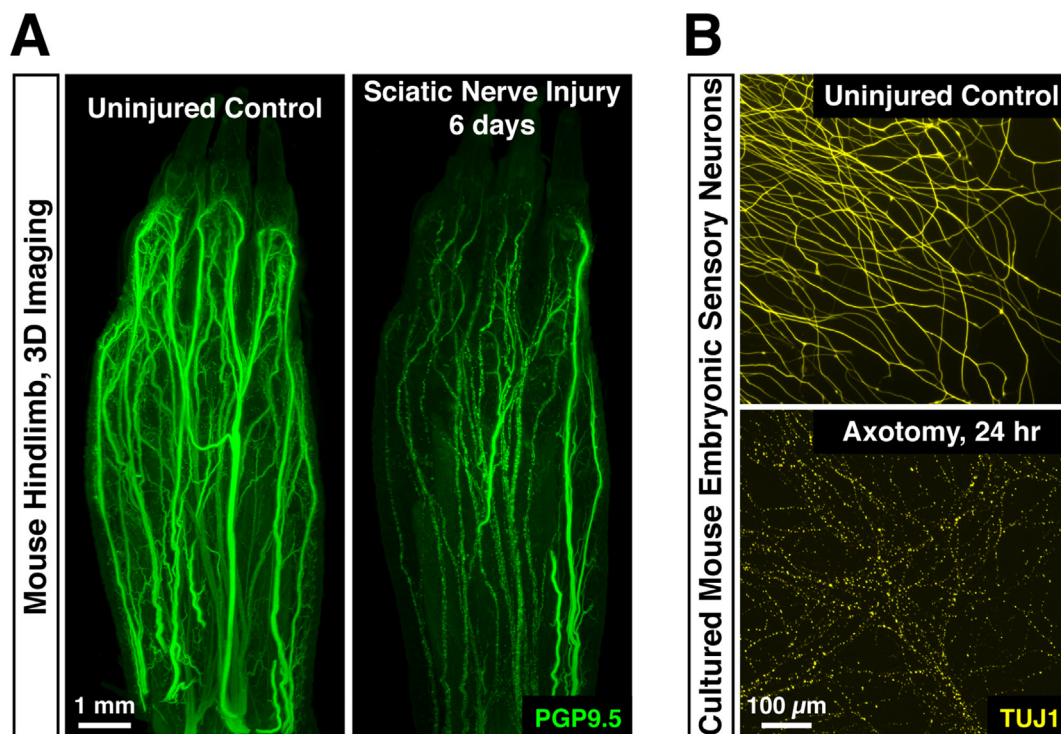 A
Mouse Hindlimb, 3D Imaging
Uninjured Control
1 mm
Sciatic Nerve Injury
6 days
PGP9.5
B
Cultured Mouse Embryonic Sensory Neurons
Uninjured Control
Axotomy, 24 hr
100 µm
TUJ1